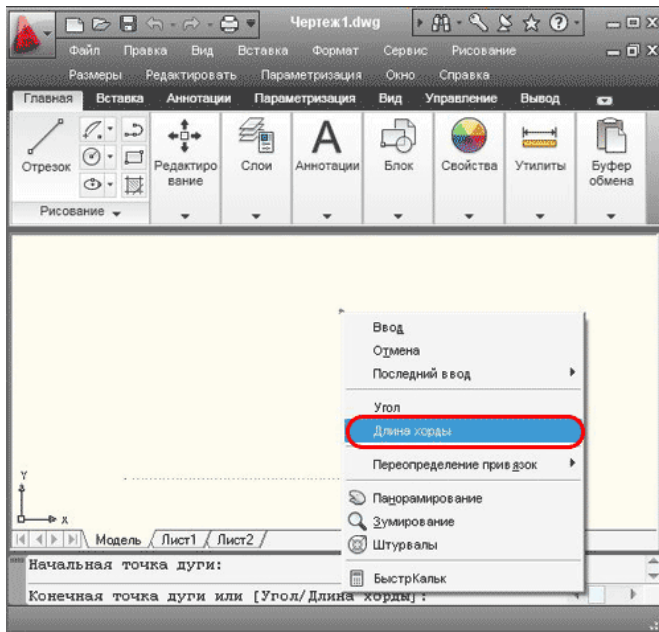 Чертеж1.dwg
Файл Правка Вид Вставка Формат Сервис Рисование
Размеры Редактировать Параметризация Окно Справка
Главная Вставка Аннотации Параметризация Вид Управление Вывод
Отрезок
Редактиро
вание
Слои
Аннотации
Блок
Свойства
Утилиты
Буфер
обмена
Рисование
Ввод
Отмена
Последний ввод
Угол
Длина хорды
Переопределение привязок
Панорамирование
Зумирование
Штурвалы
БыстрКальк
Y
X
Модель Лист1 Лист2
Начальная точка дуги:
Конечная точка дуги или [Угол/Длина хорды]: